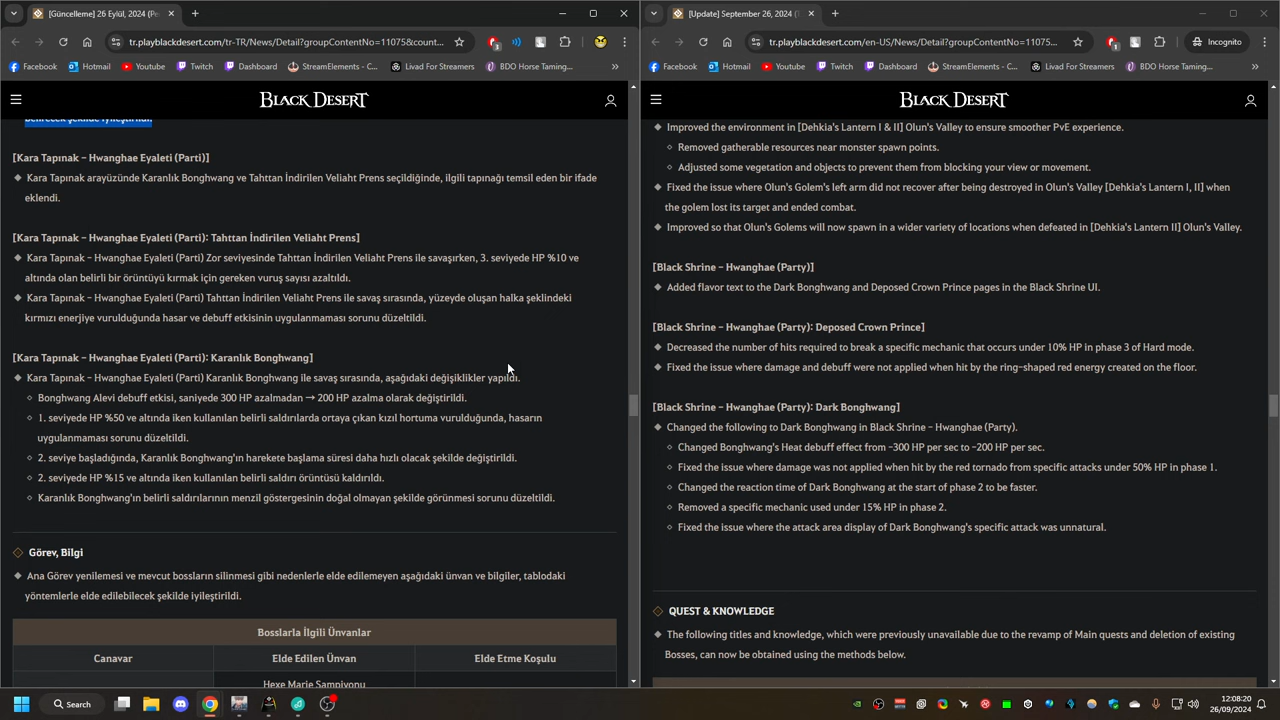 [Güncelleme] 26 Eylül, 2024 (Pe
[Update] September 26, 2024 (T
tr.playblackdesert.com/tr-TR/News/Detail?groupContentNo=11075&count...
tr.playblackdesert.com/en-US/News/Detail?groupContentNo=11075...
Incognito
Facebook Hotmail Youtube Twitch Dashboard StreamElements - C... Livad For Streamers BDO Horse Taming...
Facebook Hotmail Youtube Twitch Dashboard StreamElements - C... Livad For Streamers BDO Horse Taming...
BLACK DESERT
BLACK DESERT
belirecek şekilde iyileştirildi.
[Kara Tapınak – Hwanghae Eyaleti (Parti)]
Kara Tapınak arayüzünde Karanlık Bonghwang ve Tahttan İndirilen Veliaht Prens seçildiğinde, ilgili tapınağı temsil eden bir ifade
eklendi.
[Kara Tapınak – Hwanghae Eyaleti (Parti): Tahttan İndirilen Veliaht Prens]
Kara Tapınak – Hwanghae Eyaleti (Parti) Zor seviyesinde Tahttan İndirilen Veliaht Prens ile savaşırken, 3. seviyede HP %10 ve
altında olan belirli bir örüntüyü kırmak için gereken vuruş sayısı azaltıldı.
Kara Tapınak – Hwanghae Eyaleti (Parti) Tahttan İndirilen Veliaht Prens ile savaş sırasında, yüzeyde oluşan halka şeklindeki
kırmızı enerjiye vurulduğunda hasar ve debuff etkisinin uygulanmaması sorunu düzeltildi.
[Kara Tapınak – Hwanghae Eyaleti (Parti): Karanlık Bonghwang]
Kara Tapınak – Hwanghae Eyaleti (Parti) Karanlık Bonghwang ile savaş sırasında, aşağıdaki değişiklikler yapıldı.
Bonghwang Alevi debuff etkisi, saniyede 300 HP azalmadan → 200 HP azalma olarak değiştirildi.
1. seviyede HP %50 ve altında iken kullanılan belirli saldırılarda ortaya çıkan kızıl hortuma vurulduğunda, hasarın
uygulanmaması sorunu düzeltildi.
2. seviye başladığında, Karanlık Bonghwang'ın harekete başlama süresi daha hızlı olacak şekilde değiştirildi.
2. seviyede HP %15 ve altında iken kullanılan belirli saldırı örüntüsü kaldırıldı.
Karanlık Bonghwang'ın belirli saldırılarının menzil göstergesinin doğal olmayan şekilde görünmesi sorunu düzeltildi.
Görev, Bilgi
Ana Görev yenilemesi ve mevcut bossların silinmesi gibi nedenlerle elde edilemeyen aşağıdaki ünvan ve bilgiler, tablodaki
yöntemlerle elde edilebilecek şekilde iyileştirildi.
Bosslarla İlgili Ünvanlar
Canavar Elde Edilen Ünvan Elde Etme Koşulu
Hexe Marie Şampiyonu
Improved the environment in [Dehkia's Lantern I & II] Olun's Valley to ensure smoother PvE experience.
Removed gatherable resources near monster spawn points.
Adjusted some vegetation and objects to prevent them from blocking your view or movement.
Fixed the issue where Olun's Golem's left arm did not recover after being destroyed in Olun's Valley [Dehkia's Lantern I, II] when
the golem lost its target and ended combat.
Improved so that Olun's Golems will now spawn in a wider variety of locations when defeated in [Dehkia's Lantern II] Olun's Valley.
[Black Shrine – Hwanghae (Party)]
Added flavor text to the Dark Bonghwang and Deposed Crown Prince pages in the Black Shrine UI.
[Black Shrine – Hwanghae (Party): Deposed Crown Prince]
Decreased the number of hits required to break a specific mechanic that occurs under 10% HP in phase 3 of Hard mode.
Fixed the issue where damage and debuff were not applied when hit by the ring-shaped red energy created on the floor.
[Black Shrine – Hwanghae (Party): Dark Bonghwang]
Changed the following to Dark Bonghwang in Black Shrine – Hwanghae (Party).
Changed Bonghwang's Heat debuff effect from -300 HP per sec to -200 HP per sec.
Fixed the issue where damage was not applied when hit by the red tornado from specific attacks under 50% HP in phase 1.
Changed the reaction time of Dark Bonghwang at the start of phase 2 to be faster.
Removed a specific mechanic used under 15% HP in phase 2.
Fixed the issue where the attack area display of Dark Bonghwang's specific attack was unnatural.
QUEST & KNOWLEDGE
The following titles and knowledge, which were previously unavailable due to the revamp of Main quests and deletion of existing
Bosses, can now be obtained using the methods below.
Search
12:08:20
26/09/2024